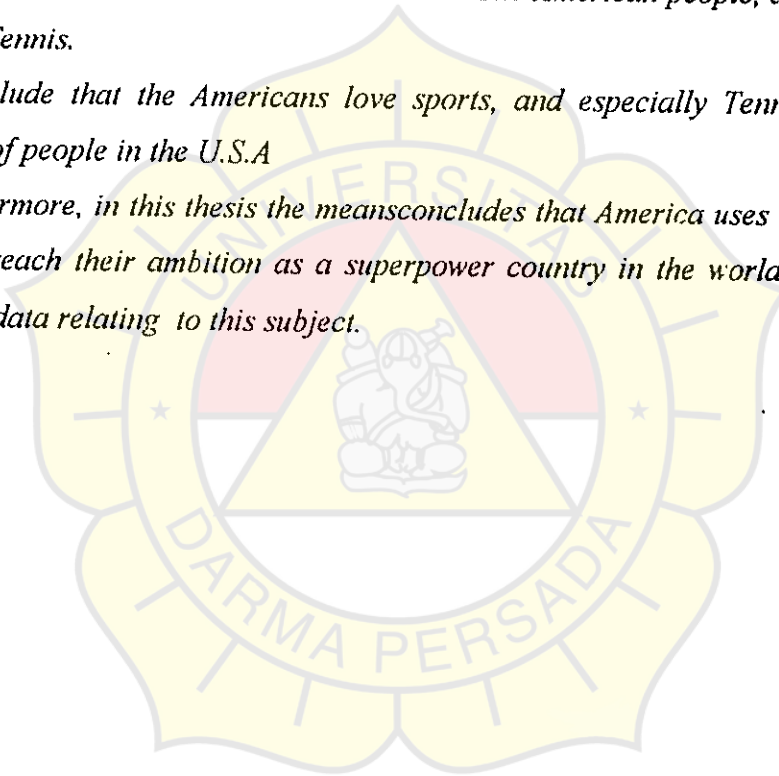 American people,
Tennis.
lude that the Americans love sports, and especially Tenn
of people in the U.S.A
rmore, in this thesis the meansconcludes that America uses
reach their ambition as a superpower country in the world
data relating to this subject.
UNIVERSITAS
DARMA PERSADA